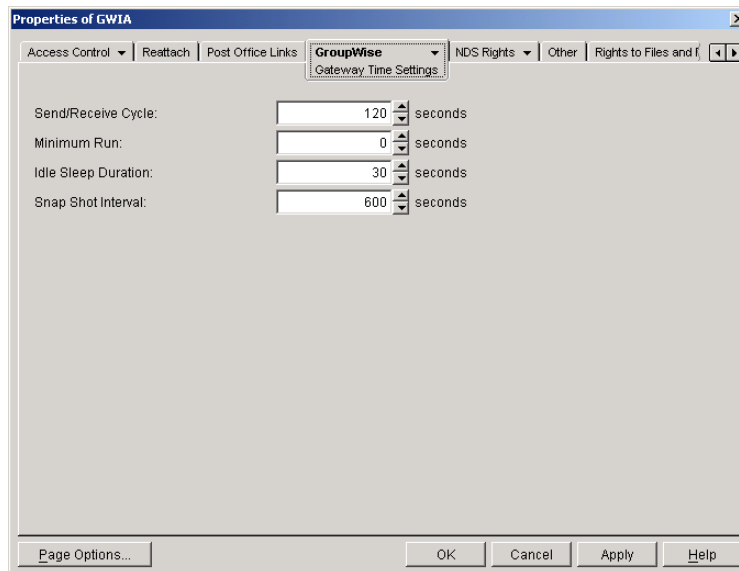 Properties of GWIA
Access Control Reattach Post Office Links GroupWise NDS Rights Other Rights to Files and F
Gateway Time Settings
Send/Receive Cycle: 120 seconds
Minimum Run: 0 seconds
Idle Sleep Duration: 30 seconds
Snap Shot Interval: 600 seconds
Page Options... OK Cancel Apply Help